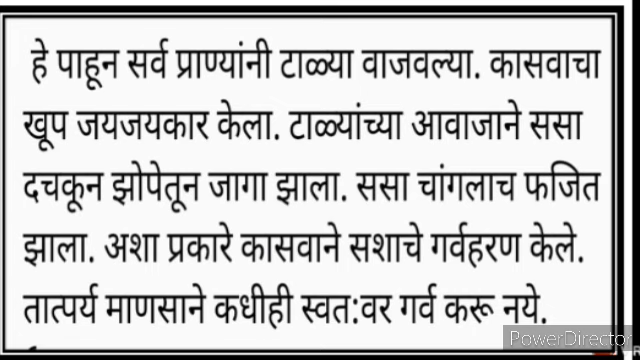 हे पाहून सर्व प्राण्यांनी टाळ्या वाजवल्या. कासवाचा
खूप जयजयकार केला. टाळ्यांच्या आवाजाने ससा
दचकून झोपेतून जागा झाला. ससा चांगलाच फजित
झाला. अशा प्रकारे कासवाने सशाचे गर्वहरण केले.
तात्पर्य माणसाने कधीही स्वत:वर गर्व करू नये.
PowerDirecto